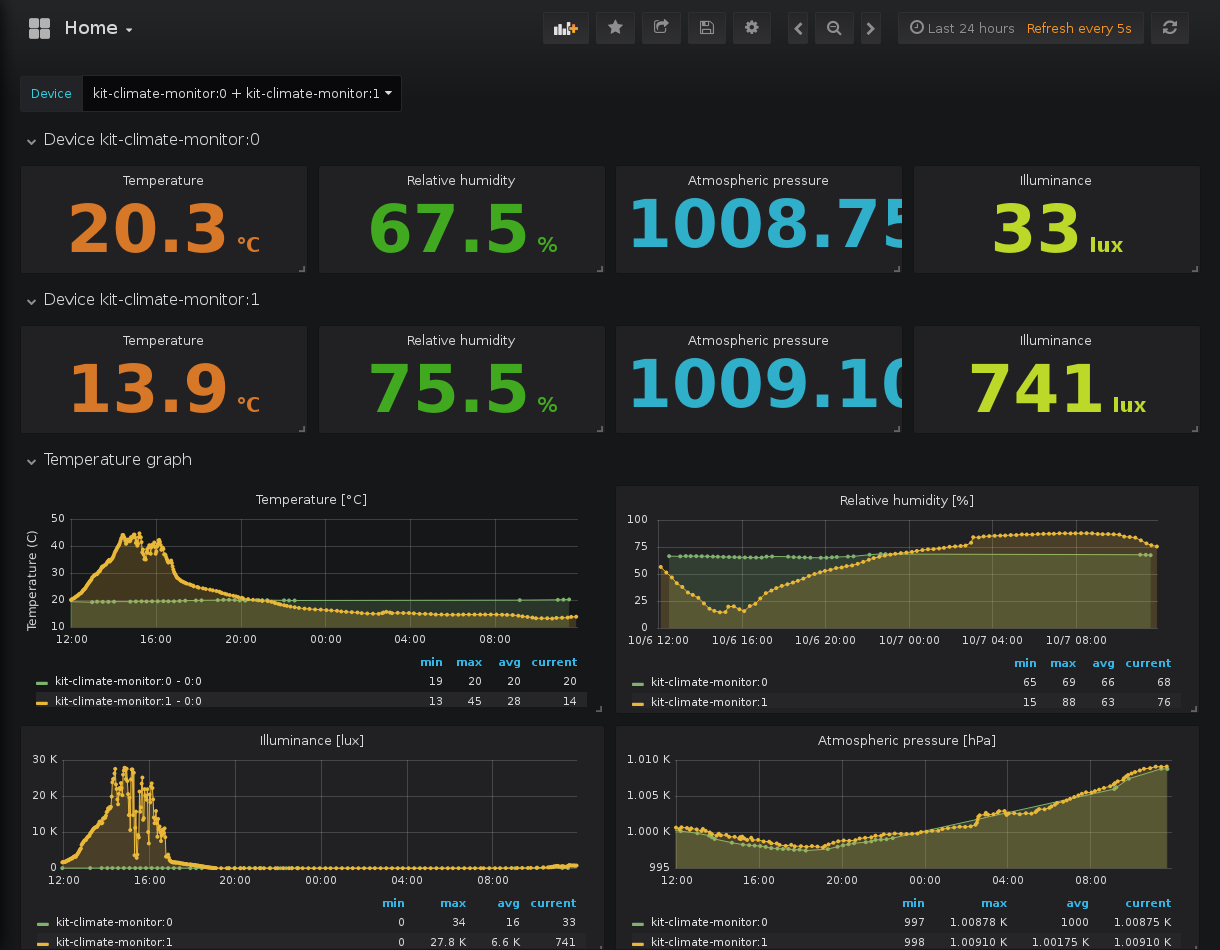 Home
Last 24 hours Refresh every 5s
Device kit-climate-monitor:0 + kit-climate-monitor:1
Device kit-climate-monitor:0
Temperature Relative humidity Atmospheric pressure Illuminance
20.3 °C 67.5 % 1008.75 33 lux
Device kit-climate-monitor:1
Temperature Relative humidity Atmospheric pressure Illuminance
13.9 °C 75.5 % 1009.10 741 lux
Temperature graph
Temperature [°C]
Temperature (C)
50
40
30
20
10
12:00 16:00 20:00 00:00 04:00 08:00
min max avg current
kit-climate-monitor:0 - 0:0 19 20 20 20
kit-climate-monitor:1 - 0:0 13 45 28 14
Relative humidity [%]
100
75
50
25
0
10/6 12:00 10/6 16:00 10/6 20:00 10/7 00:00 10/7 04:00 10/7 08:00
min max avg current
kit-climate-monitor:0 65 69 66 68
kit-climate-monitor:1 15 88 63 76
Illuminance [lux]
30 K
20 K
10 K
0
12:00 16:00 20:00 00:00 04:00 08:00
min max avg current
kit-climate-monitor:0 0 34 16 33
kit-climate-monitor:1 0 27.8 K 6.6 K 741
Atmospheric pressure [hPa]
1.010 K
1.005 K
1.000 K
995
12:00 16:00 20:00 00:00 04:00 08:00
min max avg current
kit-climate-monitor:0 997 1.00878 K 1000 1.00875 K
kit-climate-monitor:1 998 1.00910 K 1.00175 K 1.00910 K